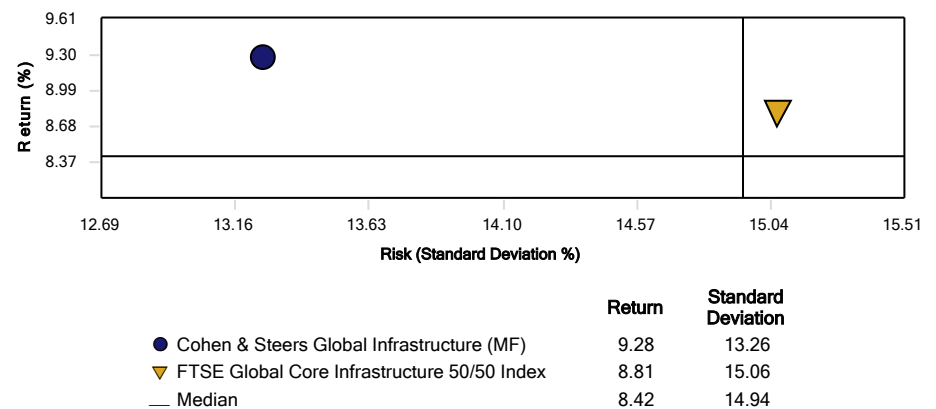 9.61
9.30
8.99
8.68
8.37
Return (%)
12.69 13.16 13.63 14.10 14.57 15.04 15.51
Risk (Standard Deviation %)
Return Standard Deviation
Cohen & Steers Global Infrastructure (MF) 9.28 13.26
FTSE Global Core Infrastructure 50/50 Index 8.81 15.06
Median 8.42 14.94